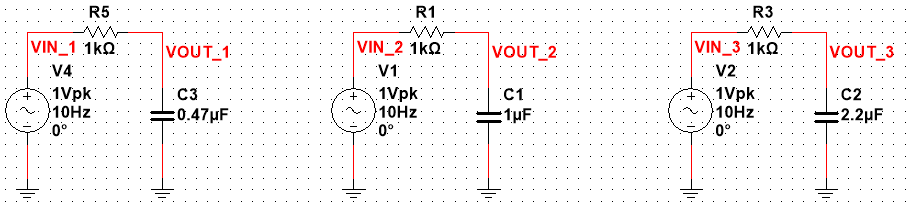 R5
1kΩ
VIN_1
VOUT_1
V4
1Vpk
10Hz
0°
C3
0.47µF
R1
1kΩ
VIN_2
VOUT_2
V1
1Vpk
10Hz
0°
C1
1µF
R3
1kΩ
VIN_3
VOUT_3
V2
1Vpk
10Hz
0°
C2
2.2µF